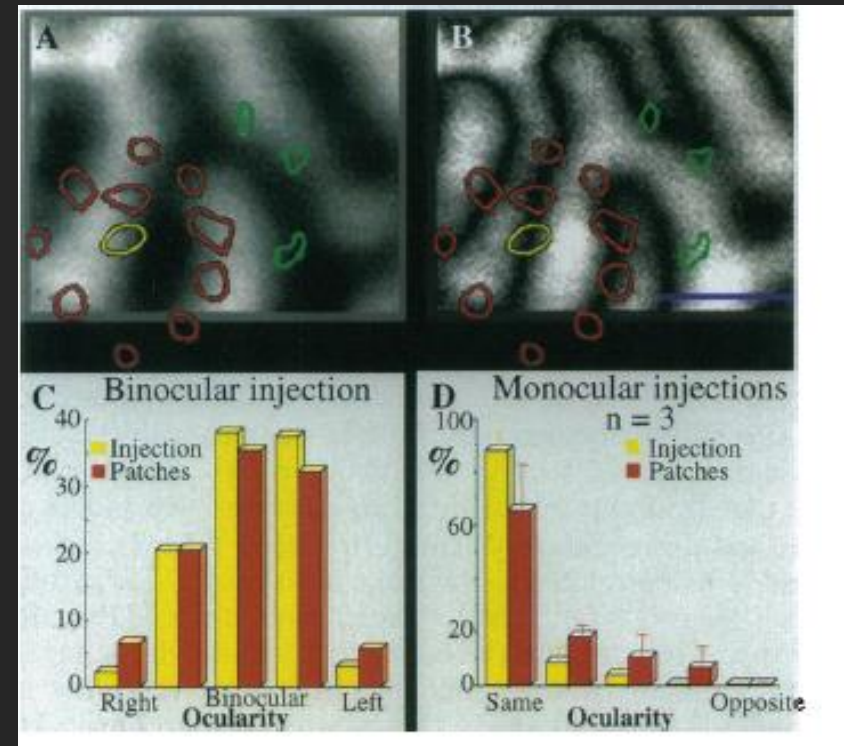 A
B
C Binocular injection
40
Injection
Patches
%
30
20
10
0
Right Binocular Left
Ocularity
D Monocular injections
n = 3
100
Injection
Patches
%
60
20
0
Same Opposite
Ocularity